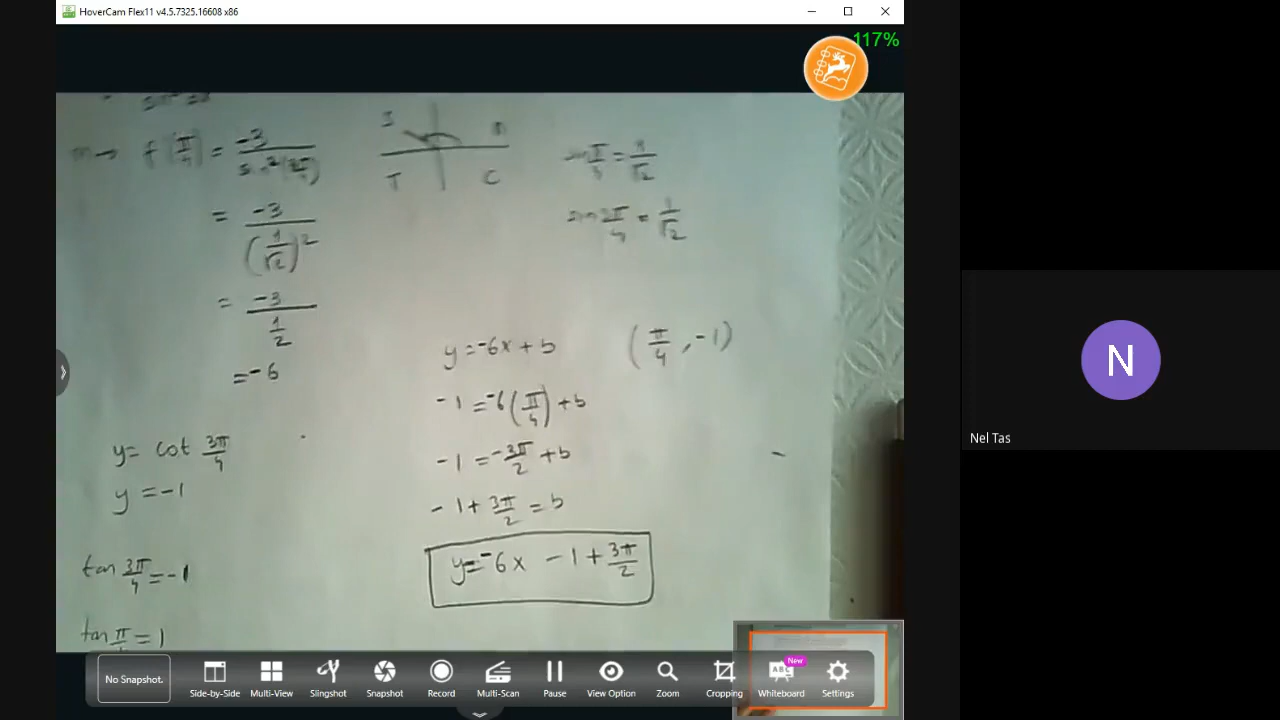 HoverCam Flex11 v4.5.7325.16608 x86
117%
m → f'(π/4) = -3/sin²(3π/4)
S
T C
sin π/4 = 1/√2
= -3/(1/√2)²
sin 3π/4 = 1/√2
= -3/(1/2)
= -6
y = -6x + b
(π/4, -1)
-1 = -6(π/4) + b
y = cot 3π/4
-1 = -3π/2 + b
y = -1
-1 + 3π/2 = b
y = -6x - 1 + 3π/2
tan 3π/4 = -1
tan π/4 = 1
N
Nel Tas
No Snapshot.
Side-by-Side
Multi-View
Slingshot
Snapshot
Record
Multi-Scan
Pause
View Option
Zoom
Cropping
New
ABC
Whiteboard
Settings